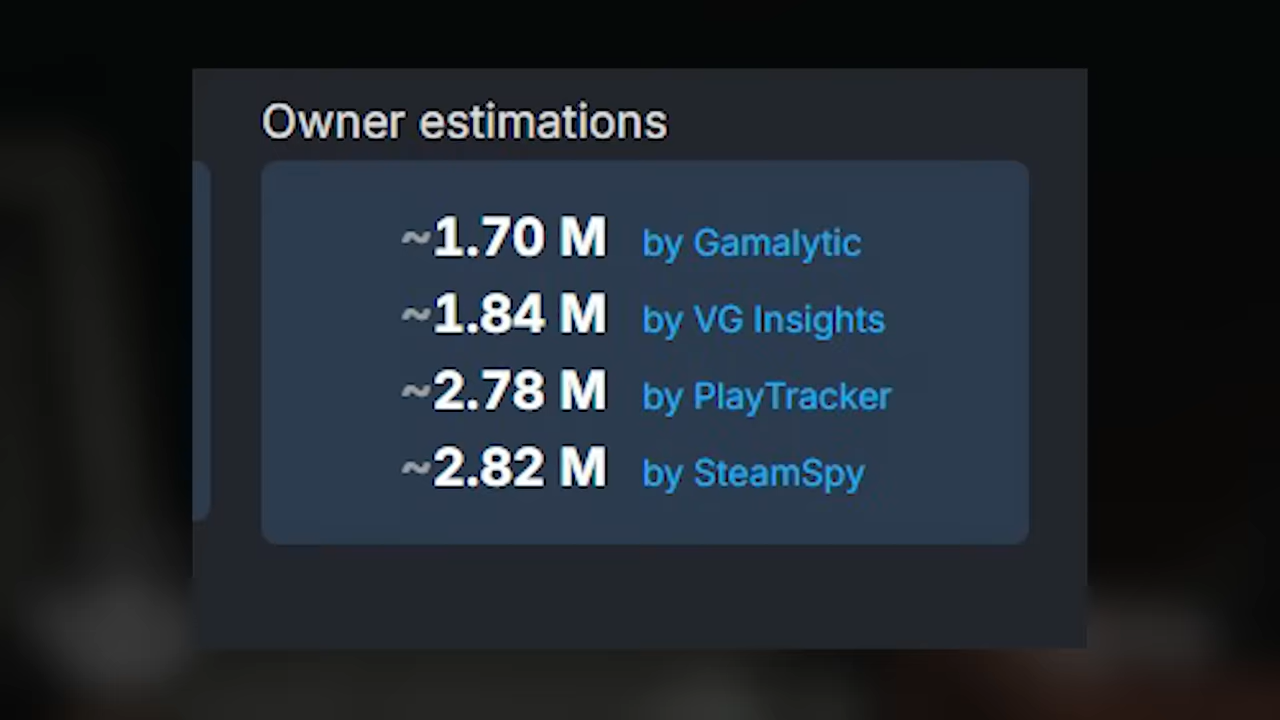 Owner estimations
~1.70 M by Gamalytic
~1.84 M by VG Insights
~2.78 M by PlayTracker
~2.82 M by SteamSpy